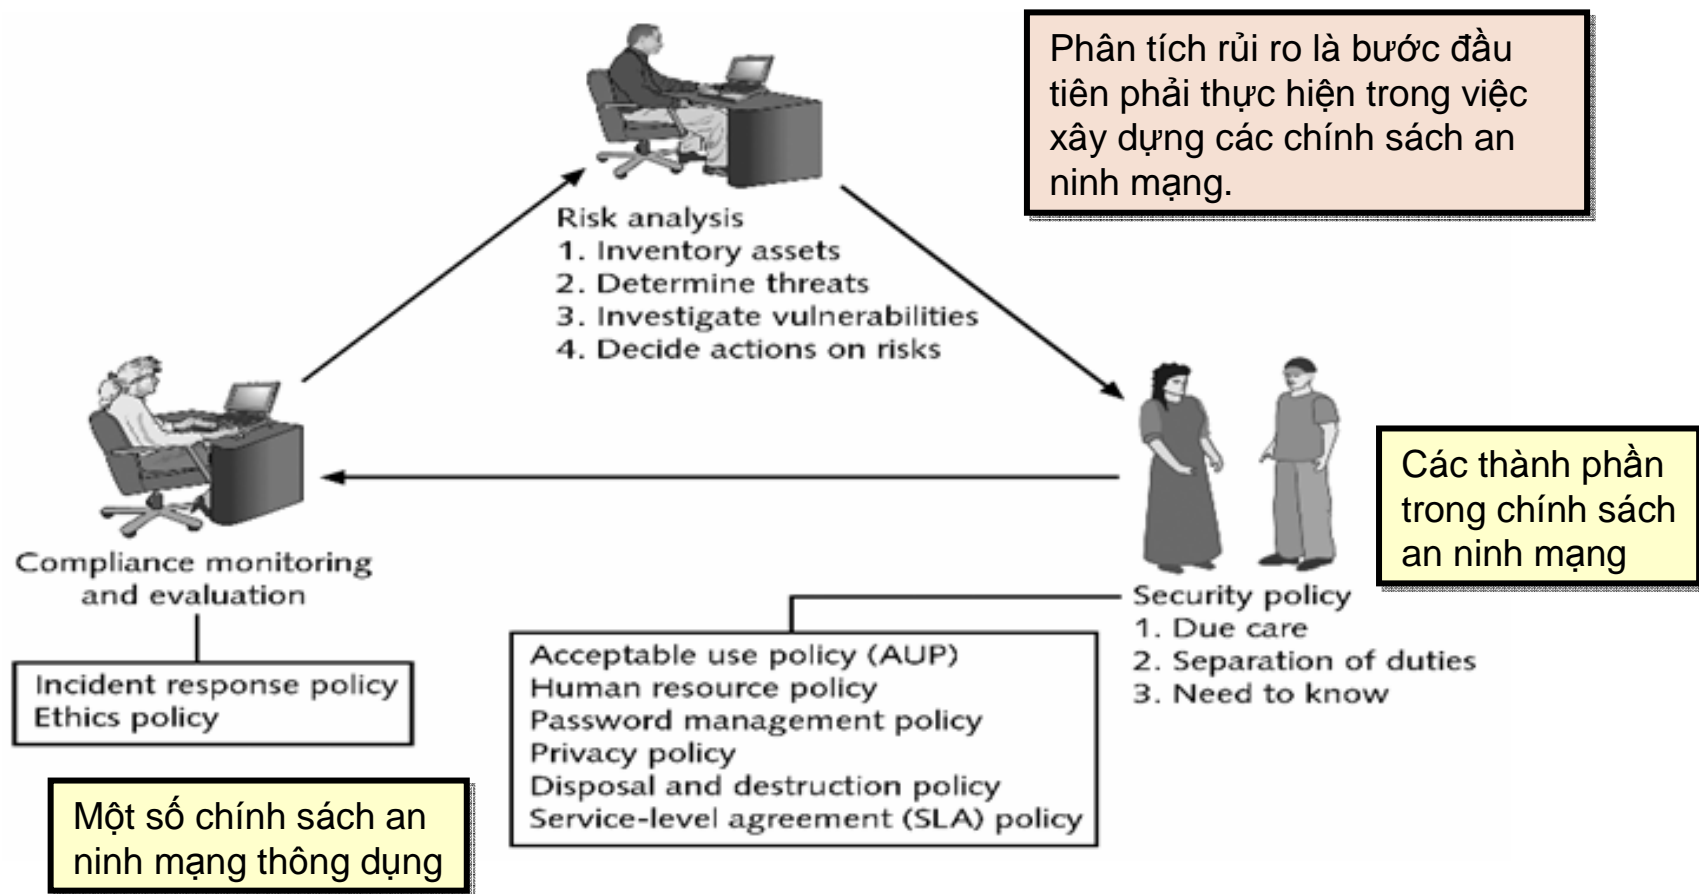 Phân tích rủi ro là bước đầu
tiên phải thực hiện trong việc
xây dựng các chính sách an
ninh mạng.
Risk analysis
1. Inventory assets
2. Determine threats
3. Investigate vulnerabilities
4. Decide actions on risks
Các thành phần
trong chính sách
an ninh mạng
Compliance monitoring
and evaluation
Incident response policy
Ethics policy
Security policy
1. Due care
2. Separation of duties
3. Need to know
Acceptable use policy (AUP)
Human resource policy
Password management policy
Privacy policy
Disposal and destruction policy
Service-level agreement (SLA) policy
Một số chính sách an
ninh mạng thông dụng